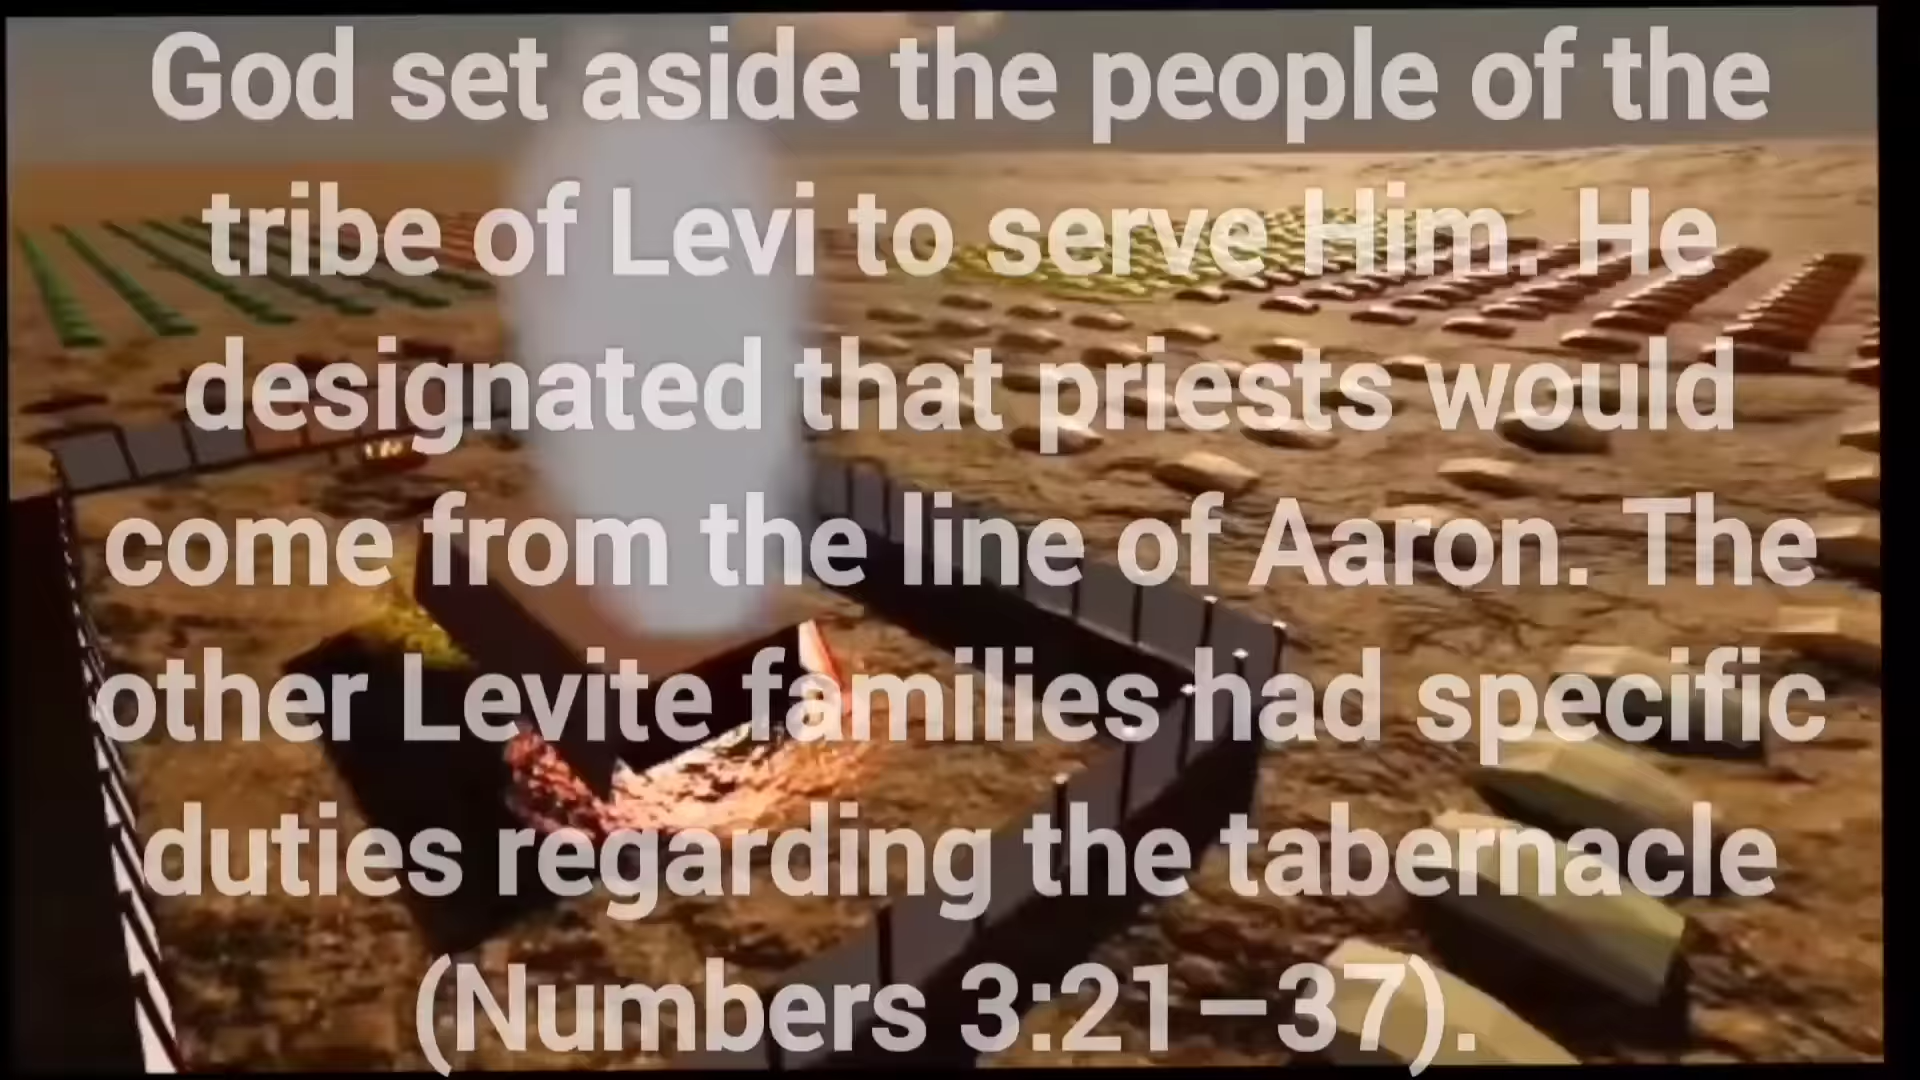 God set aside the people of the
tribe of Levi to serve Him. He
designated that priests would
come from the line of Aaron. The
other Levite families had specific
duties regarding the tabernacle
(Numbers 3:21–37).